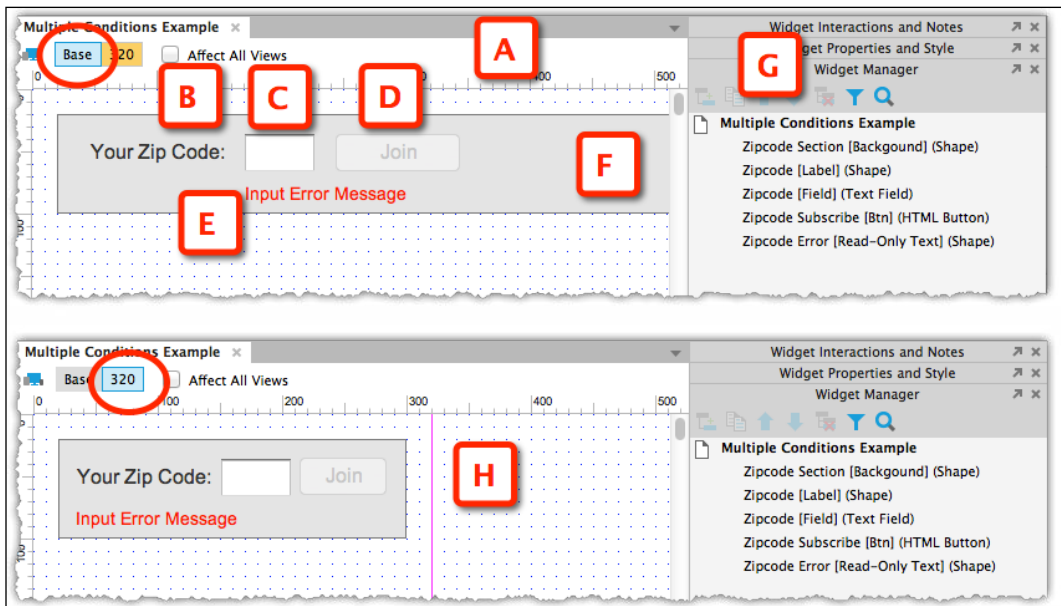 Multiple Conditions Example
Widget Interactions and Notes
A
G
Widget Properties and Style
Base 320 Affect All Views
Widget Manager
0 400 500
B C D
Multiple Conditions Example
Your Zip Code: Join
Zipcode Section [Backgound] (Shape)
F
Zipcode [Label] (Shape)
Input Error Message
Zipcode [Field] (Text Field)
E
Zipcode Subscribe [Btn] (HTML Button)
100
Zipcode Error [Read-Only Text] (Shape)
Multiple Conditions Example
Widget Interactions and Notes
Base 320 Affect All Views
Widget Properties and Style
0 100 200 300 400 500
Widget Manager
Multiple Conditions Example
Your Zip Code: Join
H
Zipcode Section [Backgound] (Shape)
Zipcode [Label] (Shape)
Input Error Message
Zipcode [Field] (Text Field)
100
Zipcode Subscribe [Btn] (HTML Button)
Zipcode Error [Read-Only Text] (Shape)